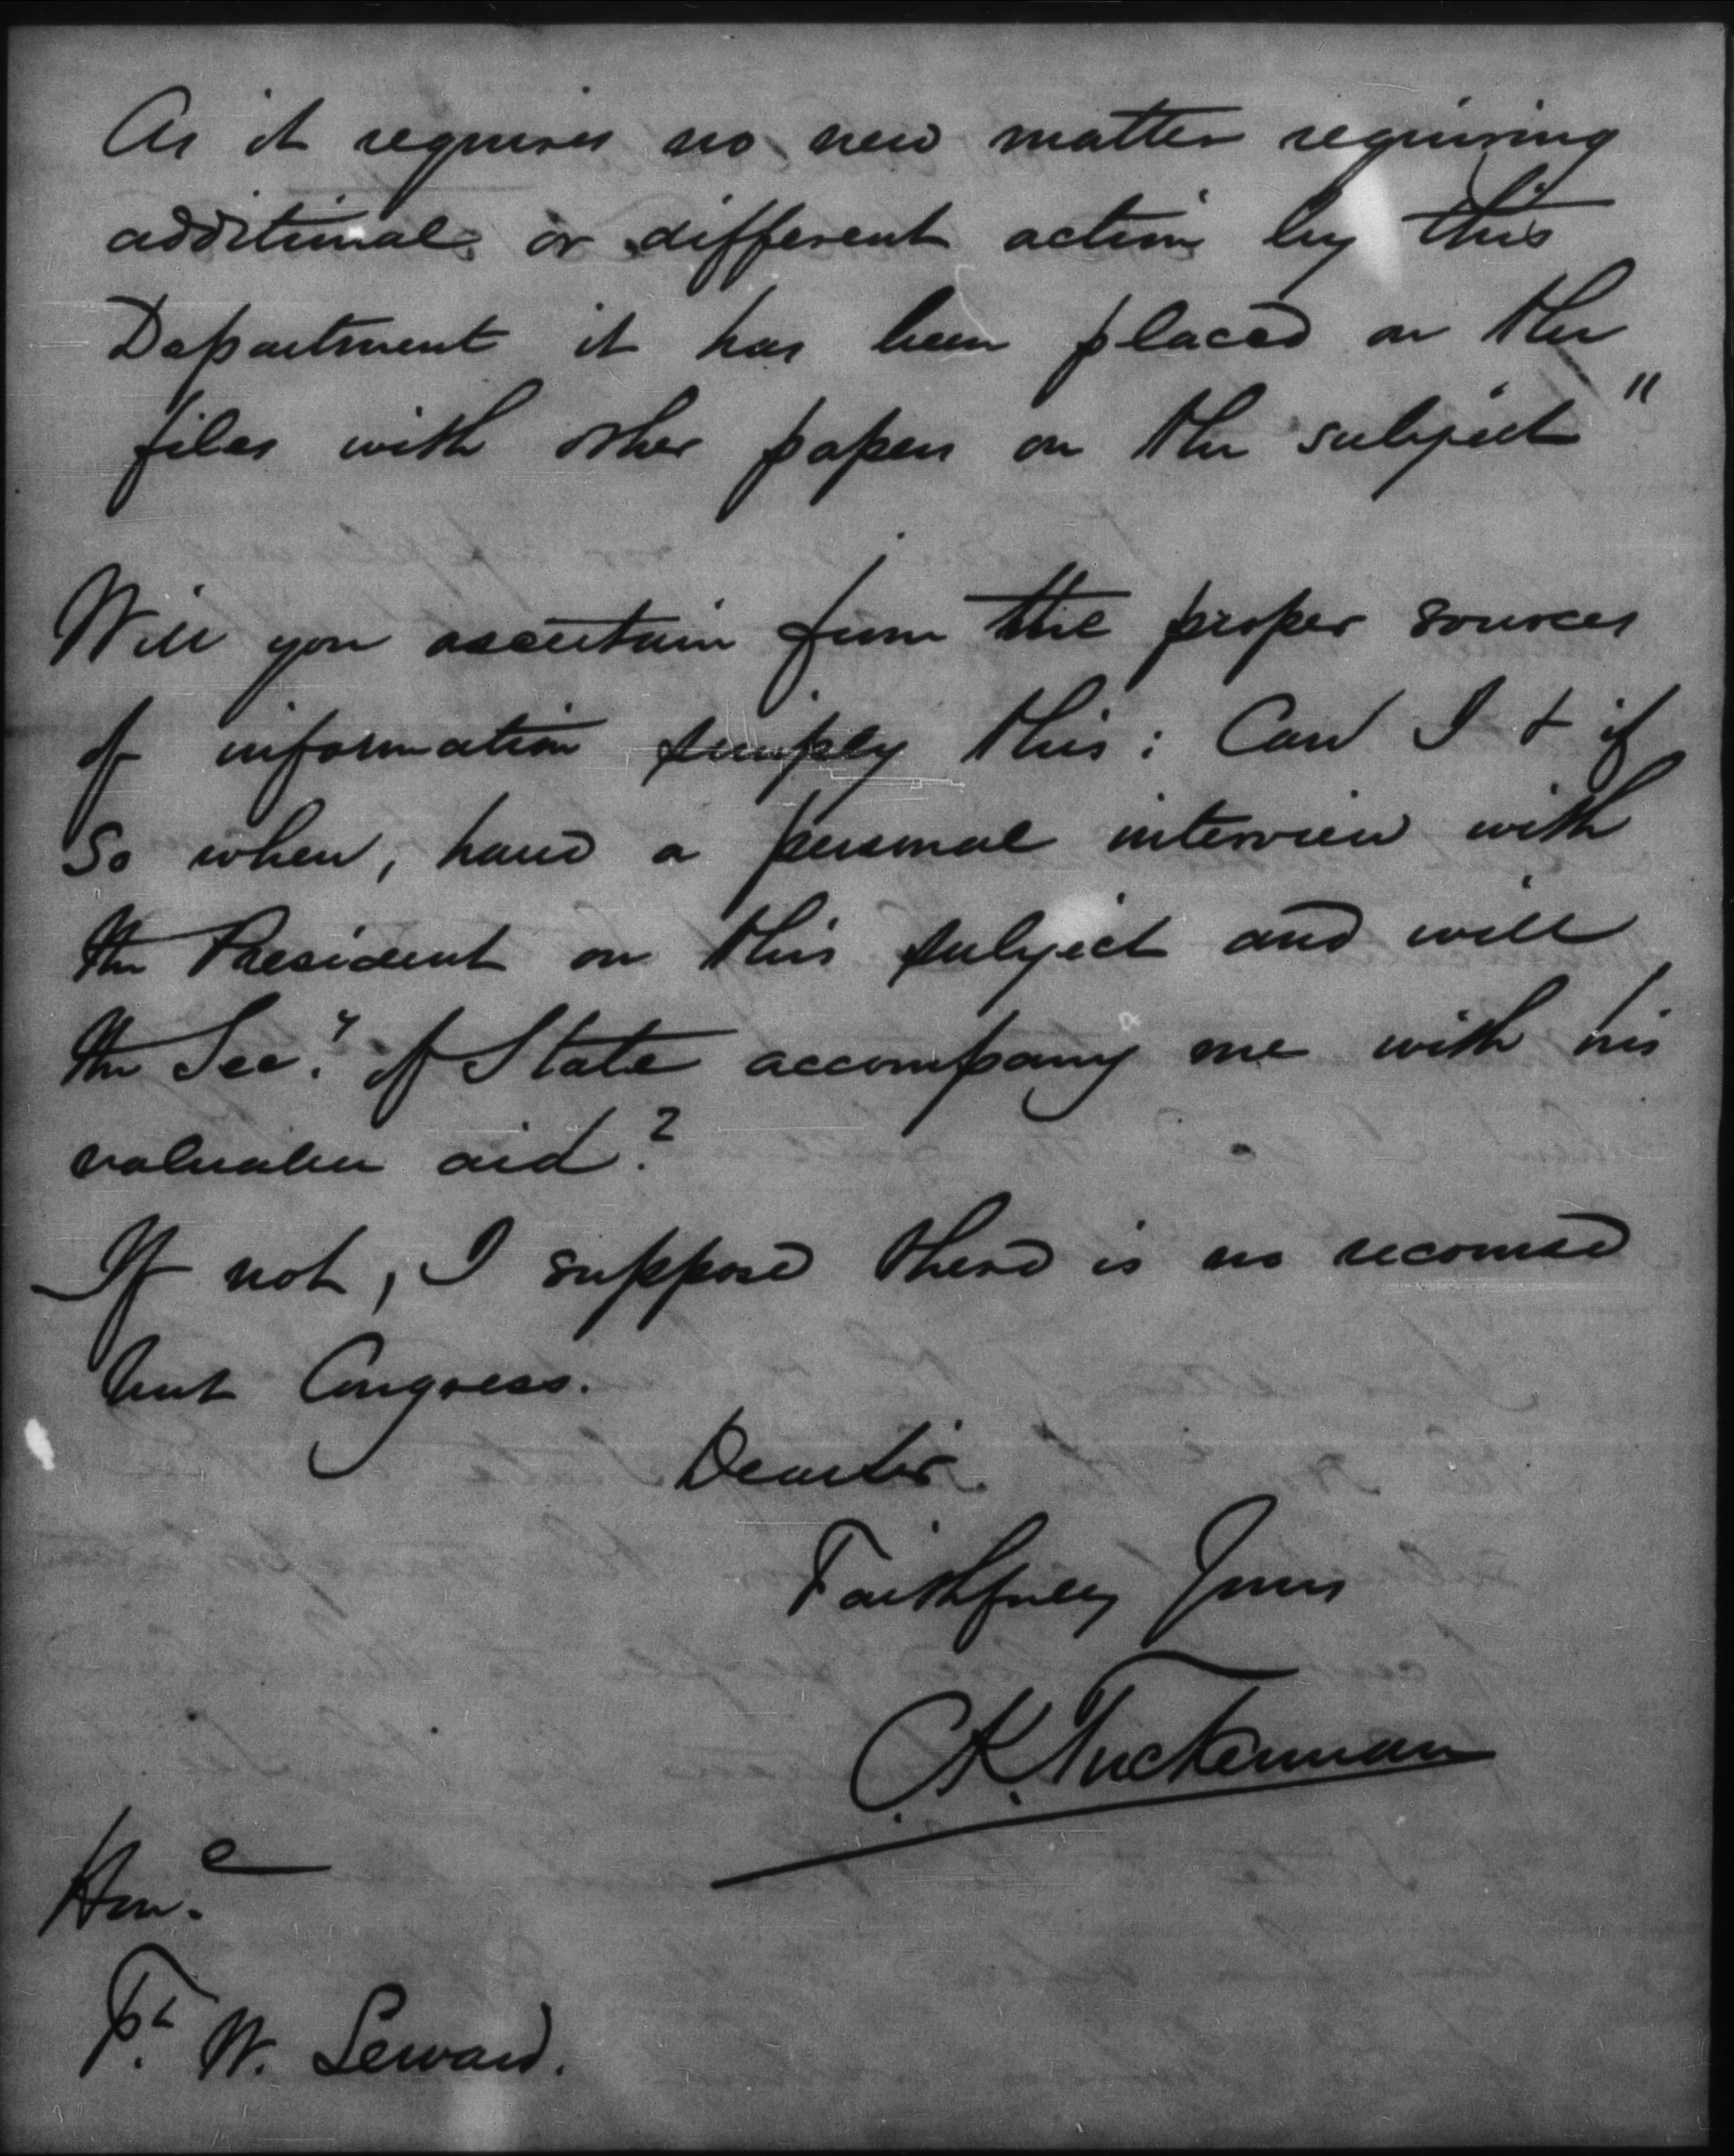 As it requires no new matter requiring
additional or different action by this
Department it has been placed on the
files with other papers on the subject"
Will you ascertain from the proper sources
of information simply this: Can I & if
So when, have a personal interview with
the President on this subject and will
the Secy. of State accompany me with his
valuable aid?
If not, I suppose there is no recourse
but Congress.
Dear Sir
Faithfully Yours
C. K. Tuckerman
Hon.e
F. W. Seward.